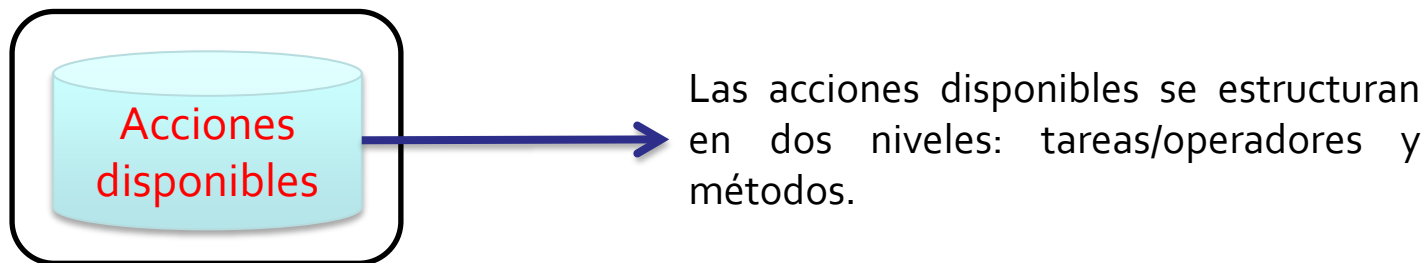 Acciones
disponibles
Las acciones disponibles se estructuran
en dos niveles: tareas/operadores y
métodos.